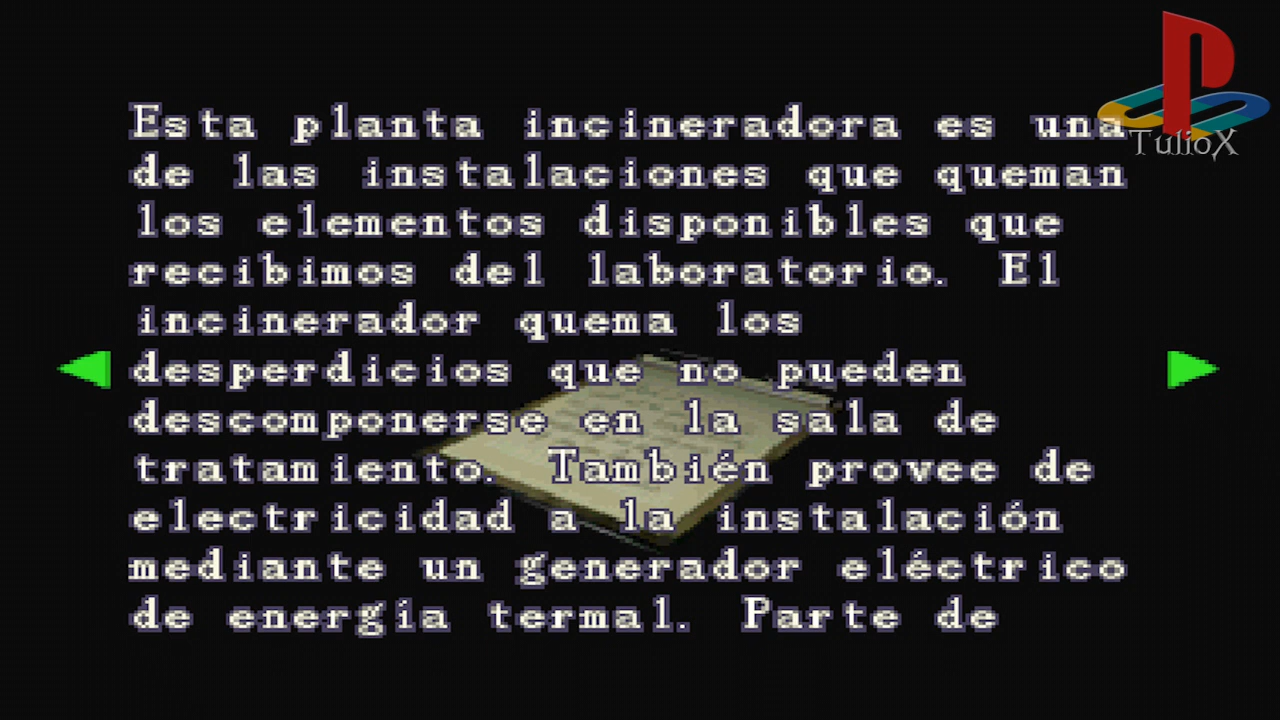 Esta planta incineradora es una
de las instalaciones que queman
los elementos disponibles que
recibimos del laboratorio. El
incinerador quema los
desperdicios que no pueden
descomponerse en la sala de
tratamiento. También provee de
electricidad a la instalación
mediante un generador eléctrico
de energía termal. Parte de
TulioX